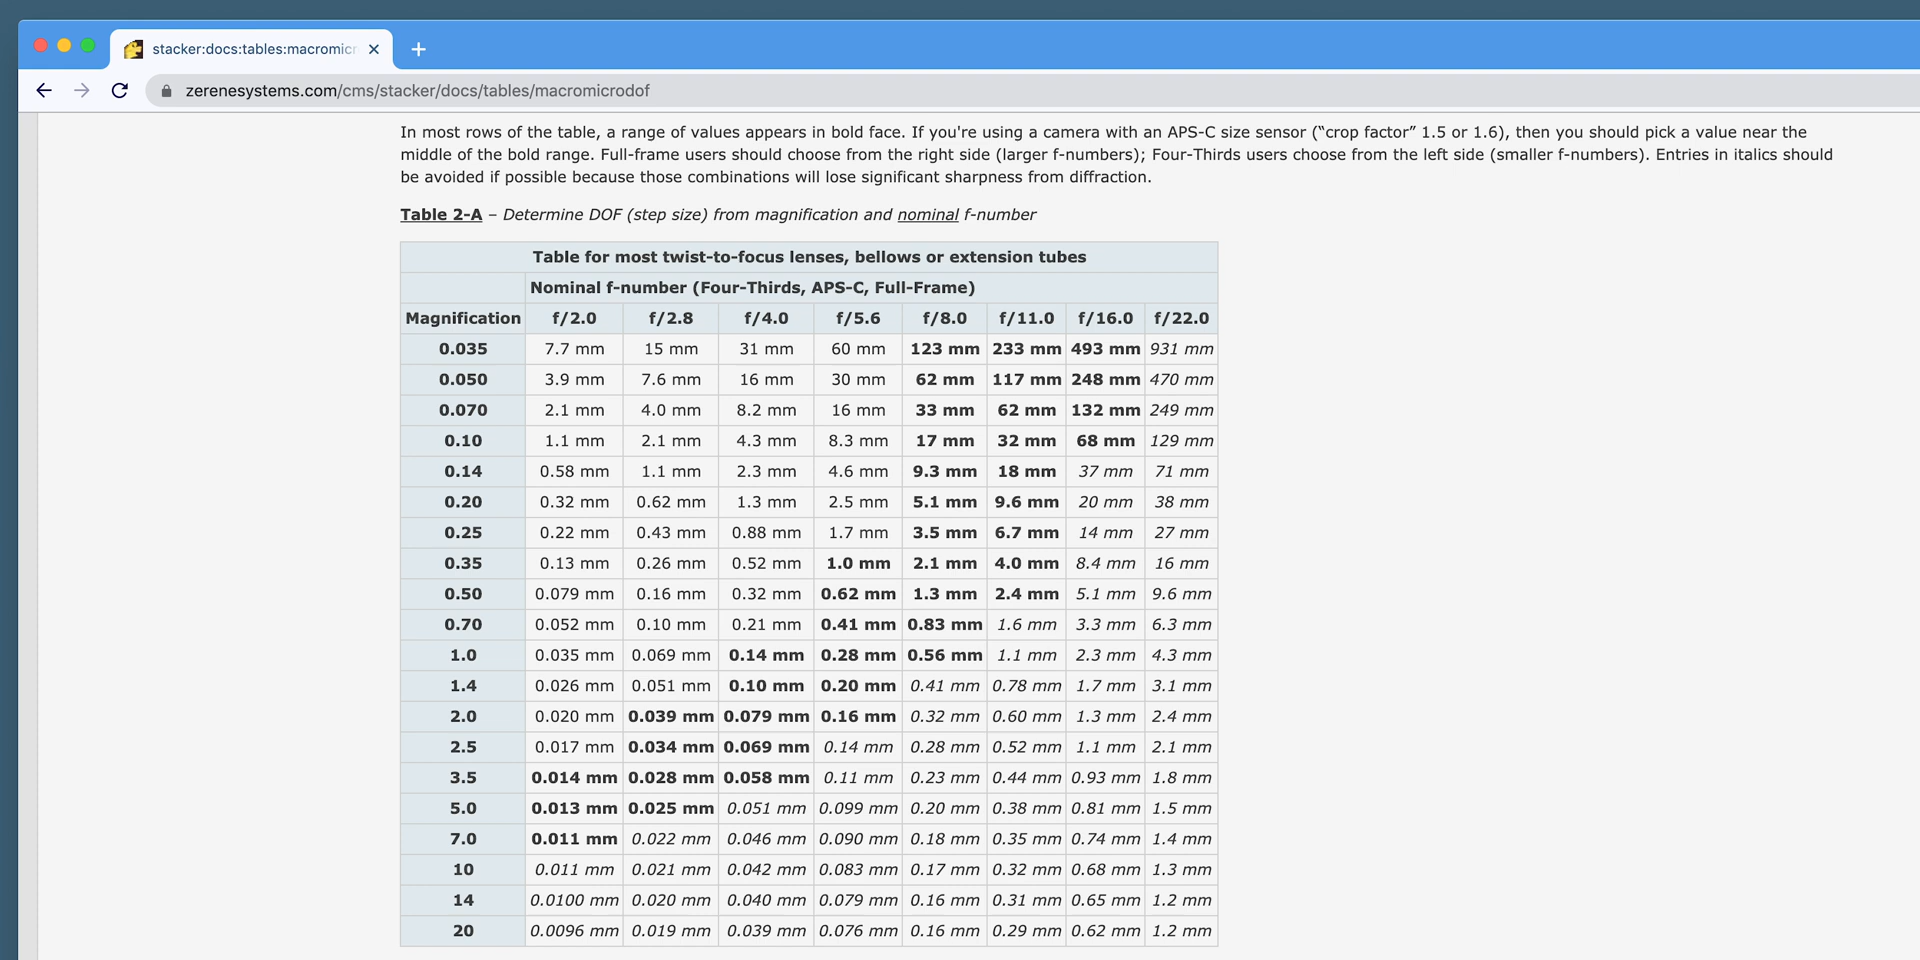 stacker:docs:tables:macromicr
zerenesystems.com/cms/stacker/docs/tables/macromicrodof
In most rows of the table, a range of values appears in bold face. If you're using a camera with an APS-C size sensor (“crop factor” 1.5 or 1.6), then you should pick a value near the
middle of the bold range. Full-frame users should choose from the right side (larger f-numbers); Four-Thirds users choose from the left side (smaller f-numbers). Entries in italics should
be avoided if possible because those combinations will lose significant sharpness from diffraction.
Table 2-A – Determine DOF (step size) from magnification and nominal f-number
Table for most twist-to-focus lenses, bellows or extension tubes
Nominal f-number (Four-Thirds, APS-C, Full-Frame)
Magnification f/2.0 f/2.8 f/4.0 f/5.6 f/8.0 f/11.0 f/16.0 f/22.0
0.035 7.7 mm 15 mm 31 mm 60 mm 123 mm 233 mm 493 mm 931 mm
0.050 3.9 mm 7.6 mm 16 mm 30 mm 62 mm 117 mm 248 mm 470 mm
0.070 2.1 mm 4.0 mm 8.2 mm 16 mm 33 mm 62 mm 132 mm 249 mm
0.10 1.1 mm 2.1 mm 4.3 mm 8.3 mm 17 mm 32 mm 68 mm 129 mm
0.14 0.58 mm 1.1 mm 2.3 mm 4.6 mm 9.3 mm 18 mm 37 mm 71 mm
0.20 0.32 mm 0.62 mm 1.3 mm 2.5 mm 5.1 mm 9.6 mm 20 mm 38 mm
0.25 0.22 mm 0.43 mm 0.88 mm 1.7 mm 3.5 mm 6.7 mm 14 mm 27 mm
0.35 0.13 mm 0.26 mm 0.52 mm 1.0 mm 2.1 mm 4.0 mm 8.4 mm 16 mm
0.50 0.079 mm 0.16 mm 0.32 mm 0.62 mm 1.3 mm 2.4 mm 5.1 mm 9.6 mm
0.70 0.052 mm 0.10 mm 0.21 mm 0.41 mm 0.83 mm 1.6 mm 3.3 mm 6.3 mm
1.0 0.035 mm 0.069 mm 0.14 mm 0.28 mm 0.56 mm 1.1 mm 2.3 mm 4.3 mm
1.4 0.026 mm 0.051 mm 0.10 mm 0.20 mm 0.41 mm 0.78 mm 1.7 mm 3.1 mm
2.0 0.020 mm 0.039 mm 0.079 mm 0.16 mm 0.32 mm 0.60 mm 1.3 mm 2.4 mm
2.5 0.017 mm 0.034 mm 0.069 mm 0.14 mm 0.28 mm 0.52 mm 1.1 mm 2.1 mm
3.5 0.014 mm 0.028 mm 0.058 mm 0.11 mm 0.23 mm 0.44 mm 0.93 mm 1.8 mm
5.0 0.013 mm 0.025 mm 0.051 mm 0.099 mm 0.20 mm 0.38 mm 0.81 mm 1.5 mm
7.0 0.011 mm 0.022 mm 0.046 mm 0.090 mm 0.18 mm 0.35 mm 0.74 mm 1.4 mm
10 0.011 mm 0.021 mm 0.042 mm 0.083 mm 0.17 mm 0.32 mm 0.68 mm 1.3 mm
14 0.0100 mm 0.020 mm 0.040 mm 0.079 mm 0.16 mm 0.31 mm 0.65 mm 1.2 mm
20 0.0096 mm 0.019 mm 0.039 mm 0.076 mm 0.16 mm 0.29 mm 0.62 mm 1.2 mm